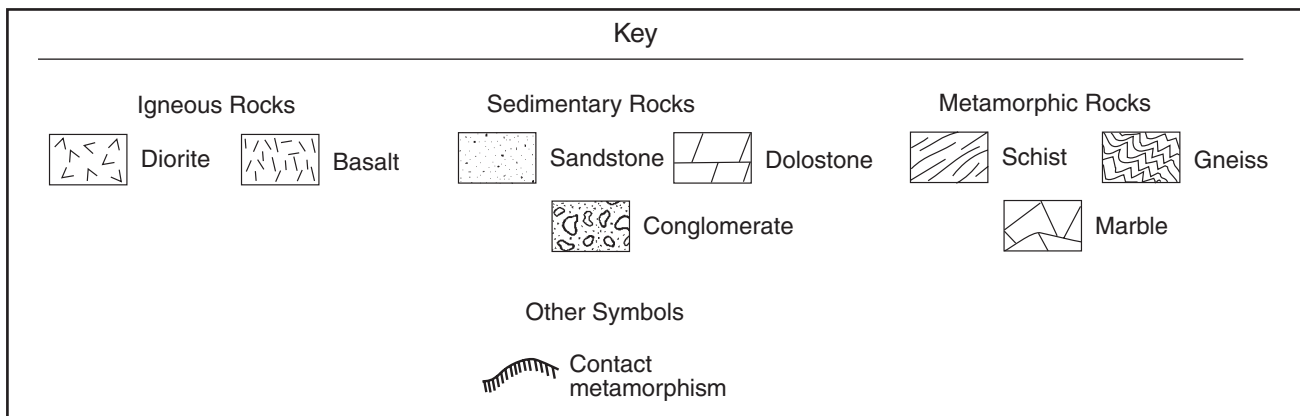 Key
Igneous Rocks
Diorite
Basalt
Sedimentary Rocks
Sandstone
Dolostone
Conglomerate
Metamorphic Rocks
Schist
Gneiss
Marble
Other Symbols
Contact
metamorphism